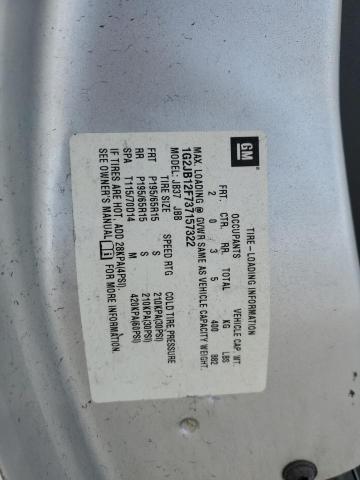 GM
TIRE-LOADING INFORMATION
OCCUPANTS VEHICLE CAP. WT.
FRT. CTR. RR. TOTAL KG LBS
2 0 3 5 400 882
MAX. LOADING @ GVWR SAME AS VEHICLE CAPACITY WEIGHT.
1G2JB12F737157322
MODEL: JB37 JBB
TIRE SIZE SPEED RTG COLD TIRE PRESSURE
FRT P195/65R15 S 210KPA(30PSI)
RR P195/65R15 S 210KPA(30PSI)
SPA T115/70D14 M 420KPA(60PSI)
IF TIRES ARE HOT, ADD 28KPA(4PSI).
SEE OWNER'S MANUAL i FOR MORE INFORMATION.